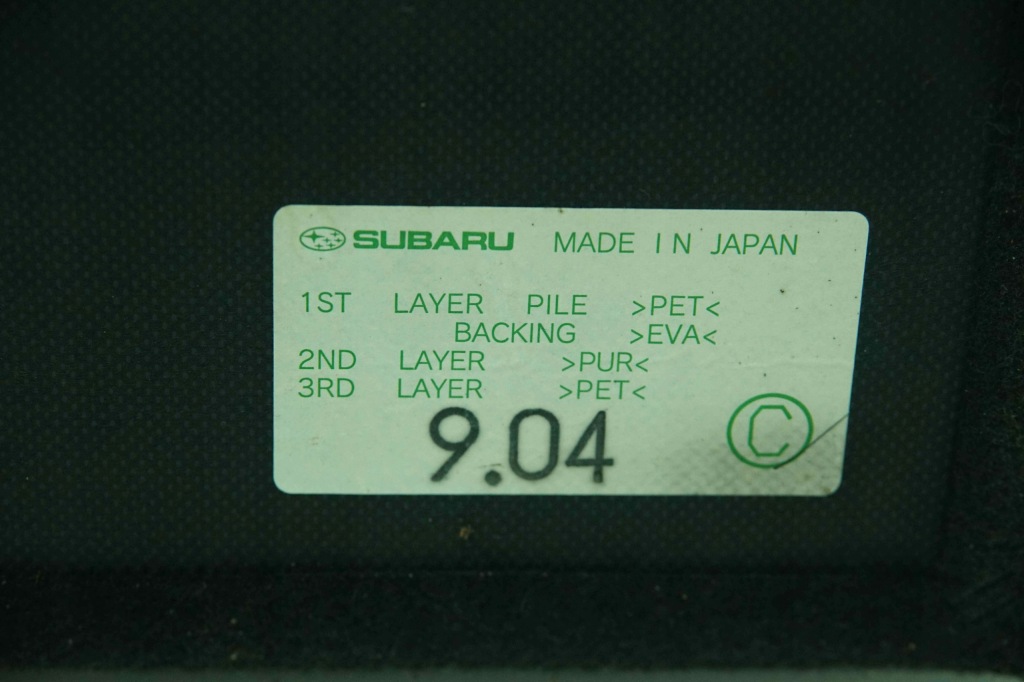 SUBARU MADE IN JAPAN
1ST LAYER PILE >PET<
BACKING >EVA<
2ND LAYER >PUR<
3RD LAYER >PET<
9.04
C